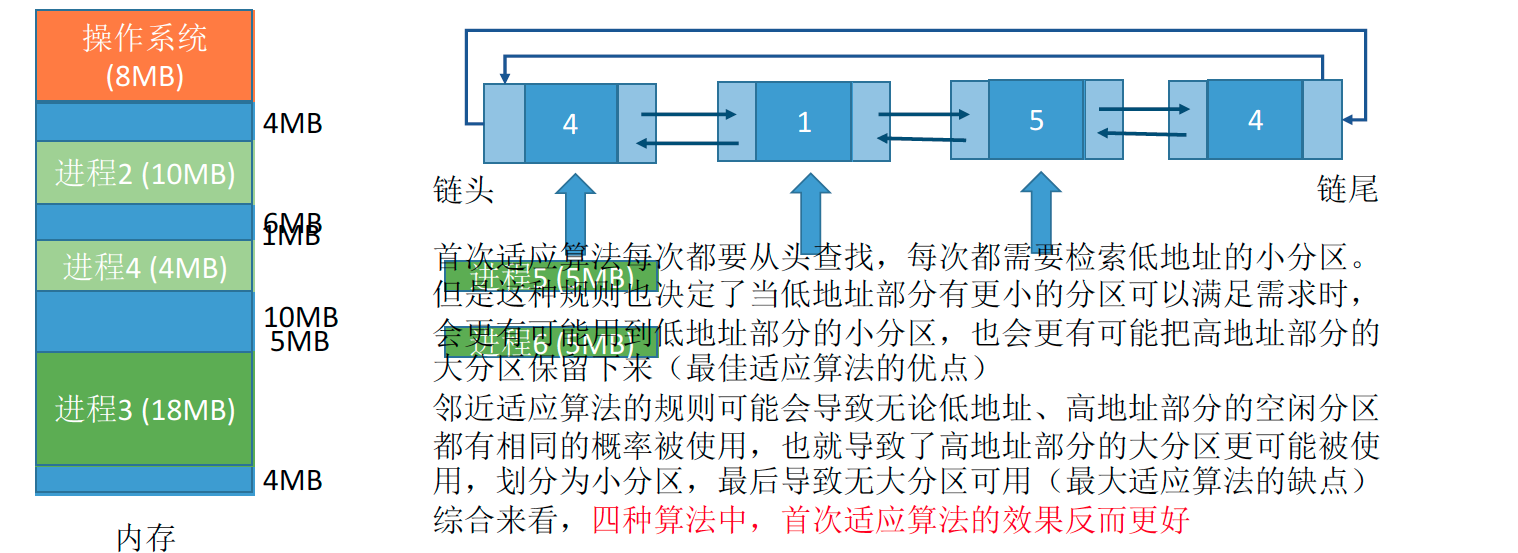 操作系统
(8MB)
4MB
进程2 (10MB)
6MB
1MB
进程4 (4MB)
10MB
5MB
进程3 (18MB)
4MB
内存
4
1
5
4
链头
链尾
进程5 (5MB)
进程6 (5MB)
首次适应算法每次都要从头查找，每次都需要检索低地址的小分区。
但是这种规则也决定了当低地址部分有更小的分区可以满足需求时，
会更有可能用到低地址部分的小分区，也会更有可能把高地址部分的
大分区保留下来（最佳适应算法的优点）
邻近适应算法的规则可能会导致无论低地址、高地址部分的空闲分区
都有相同的概率被使用，也就导致了高地址部分的大分区更可能被使
用，划分为小分区，最后导致无大分区可用（最大适应算法的缺点）
综合来看，四种算法中，首次适应算法的效果反而更好